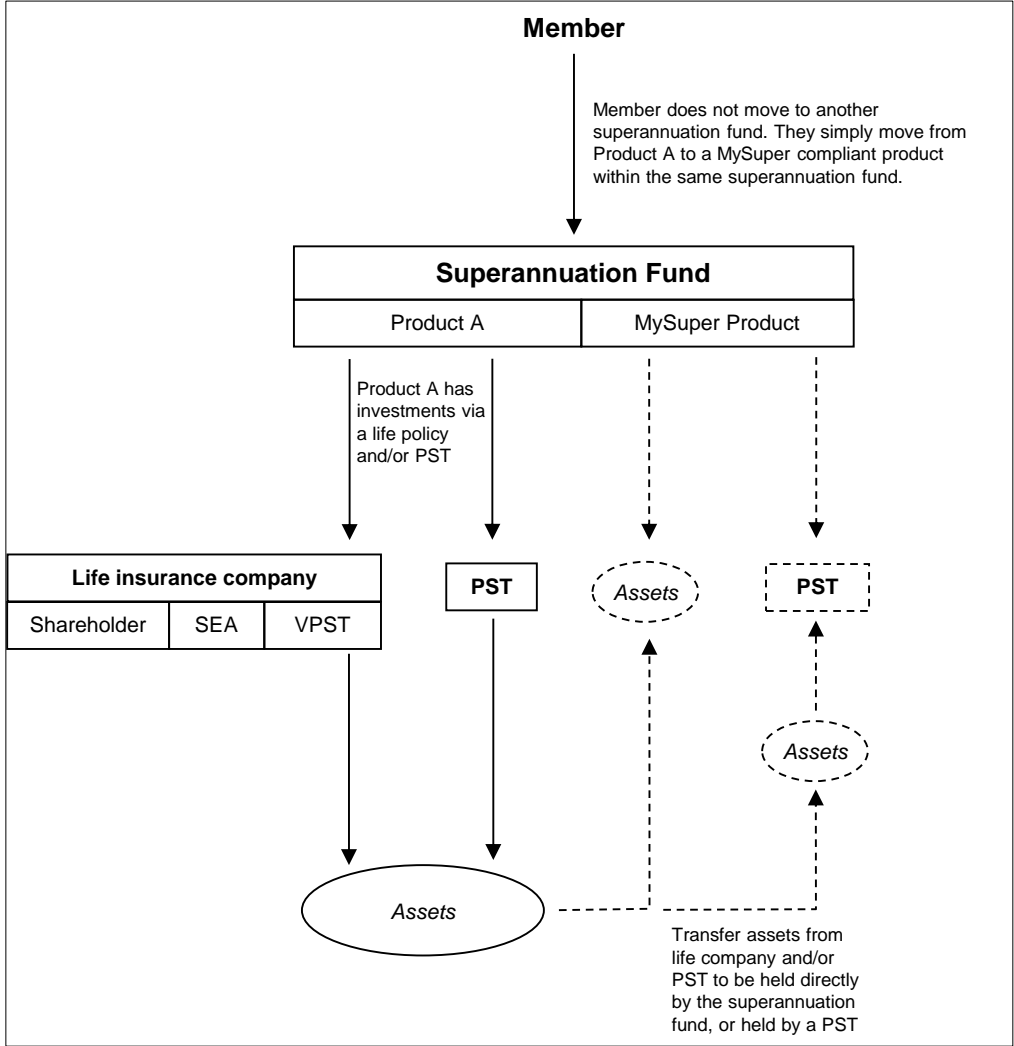 Member
Member does not move to another
superannuation fund. They simply move from
Product A to a MySuper compliant product
within the same superannuation fund.
Superannuation Fund
Product A
MySuper Product
Product A has
investments via
a life policy
and/or PST
Life insurance company
Shareholder
SEA
VPST
PST
Assets
PST
Assets
Assets
Transfer assets from
life company and/or
PST to be held directly
by the superannuation
fund, or held by a PST